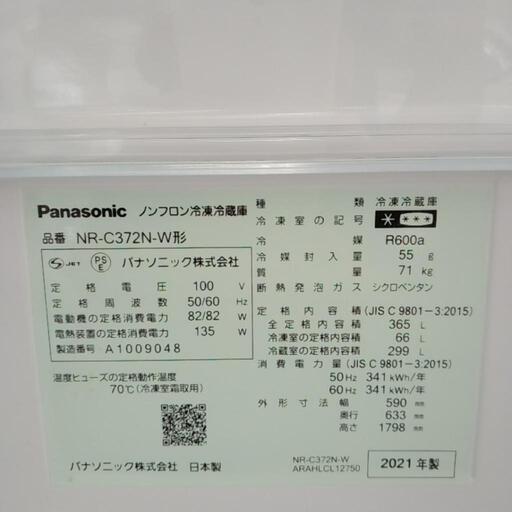 Panasonic ノンフロン冷凍冷蔵庫
品番 NR-C372N-W形
S JET PSE パナソニック株式会社
定格電圧 100 V
定格周波数 50/60 Hz
電動機の定格消費電力 82/82 W
電熱装置の定格消費電力 135 W
製造番号 A1009048
温度ヒューズの定格動作温度
70℃(冷凍室霜取用)
パナソニック株式会社 日本製
種類 冷凍冷蔵庫
冷凍室の記号
冷媒 R600a
冷媒封入量 55 g
質量 71 kg
断熱発泡ガス シクロペンタン
定格内容積(JIS C 9801-3:2015)
全定格内容積 365 L
冷凍室の定格内容積 66 L
冷蔵室の定格内容積 299 L
消費電力量(JIS C 9801-3:2015)
50Hz 341 kWh/年
60Hz 341 kWh/年
外形寸法 幅 590 mm
奥行 633 mm
高さ 1798 mm
NR-C372N-W
ARAHLCL12750
2021年製